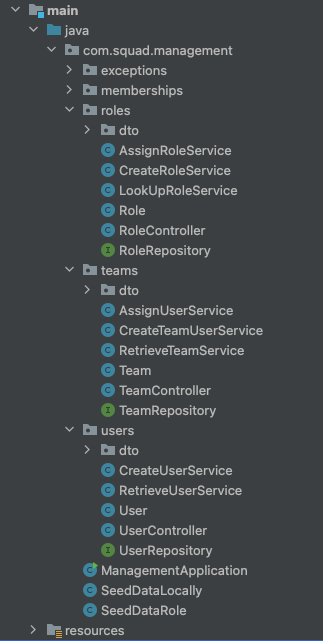 main
java
com.squad.management
exceptions
memberships
roles
dto
AssignRoleService
CreateRoleService
LookUpRoleService
Role
RoleController
RoleRepository
teams
dto
AssignUserService
CreateTeamUserService
RetrieveTeamService
Team
TeamController
TeamRepository
users
dto
CreateUserService
RetrieveUserService
User
UserController
UserRepository
ManagementApplication
SeedDataLocally
SeedDataRole
resources